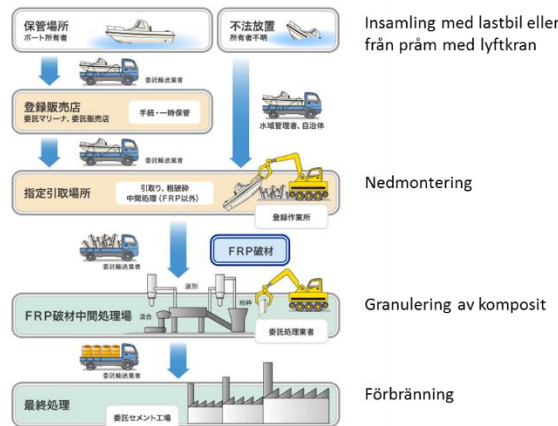 保管場所
ボート所有者
不法放置
所有者不明
Insamling med lastbil eller
från pråm med lyftkran
委託輸送業者
登録販売店
委託マリーナ、委託販売店
手続・一時保管
水域管理者、自治体
委託輸送業者
指定引取場所
引取り、粗破砕
中間処理(FRP以外)
登録作業所
Nedmontering
FRP破材
委託輸送業者
選別
粉砕
混合
FRP破材中間処理場
委託処理業者
Granulering av komposit
委託輸送業者
最終処理
委託セメント工場
Förbränning